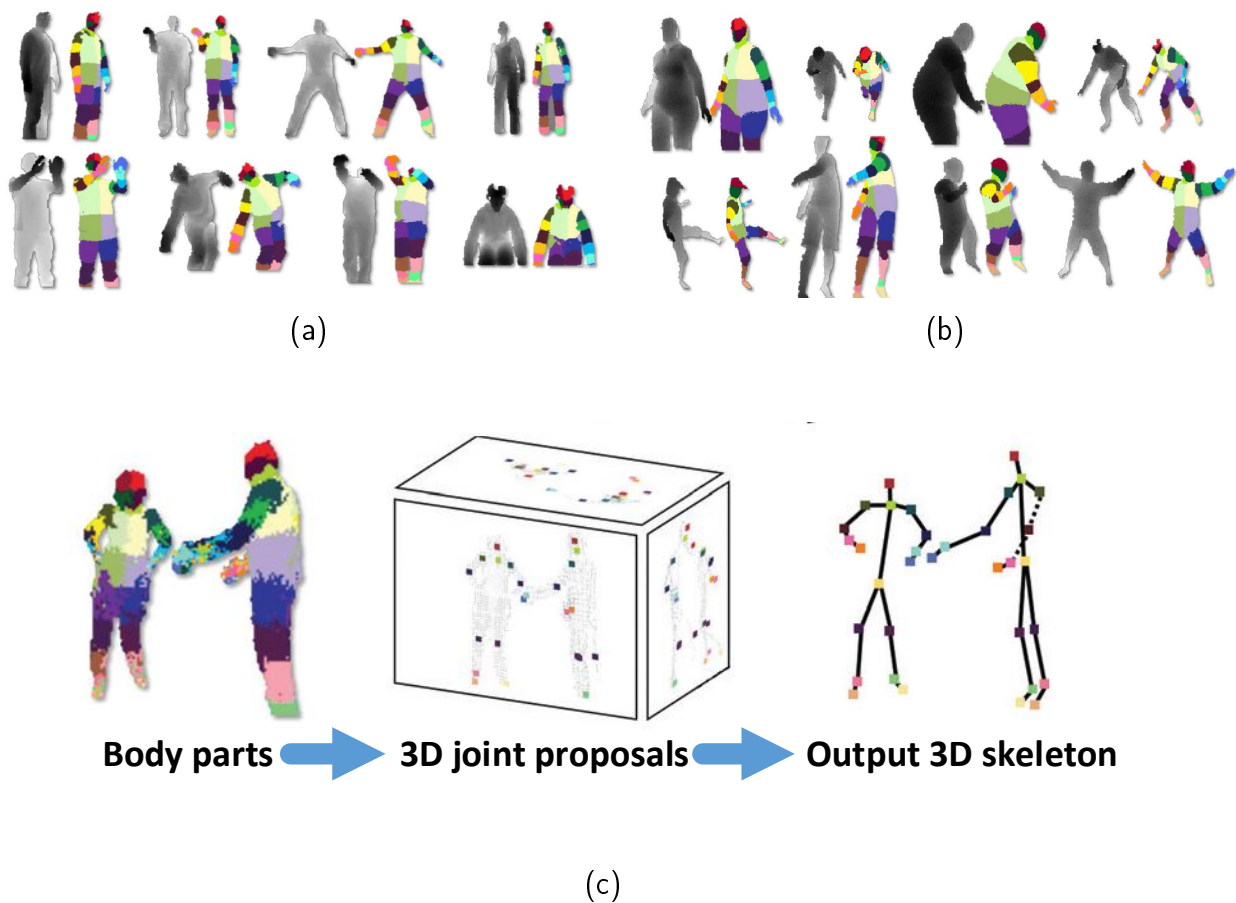 (a)
(b)
Body parts
3D joint proposals
Output 3D skeleton
(c)